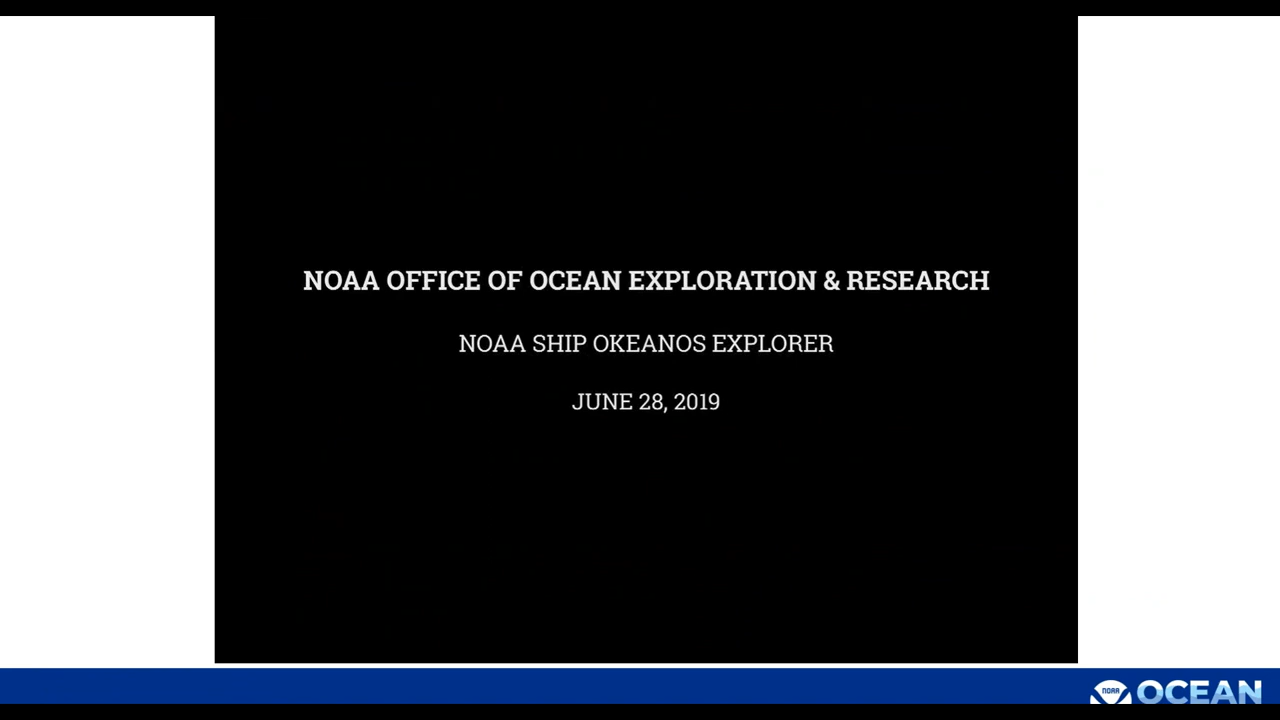 NOAA OFFICE OF OCEAN EXPLORATION & RESEARCH
NOAA SHIP OKEANOS EXPLORER
JUNE 28, 2019
NOAA OCEAN